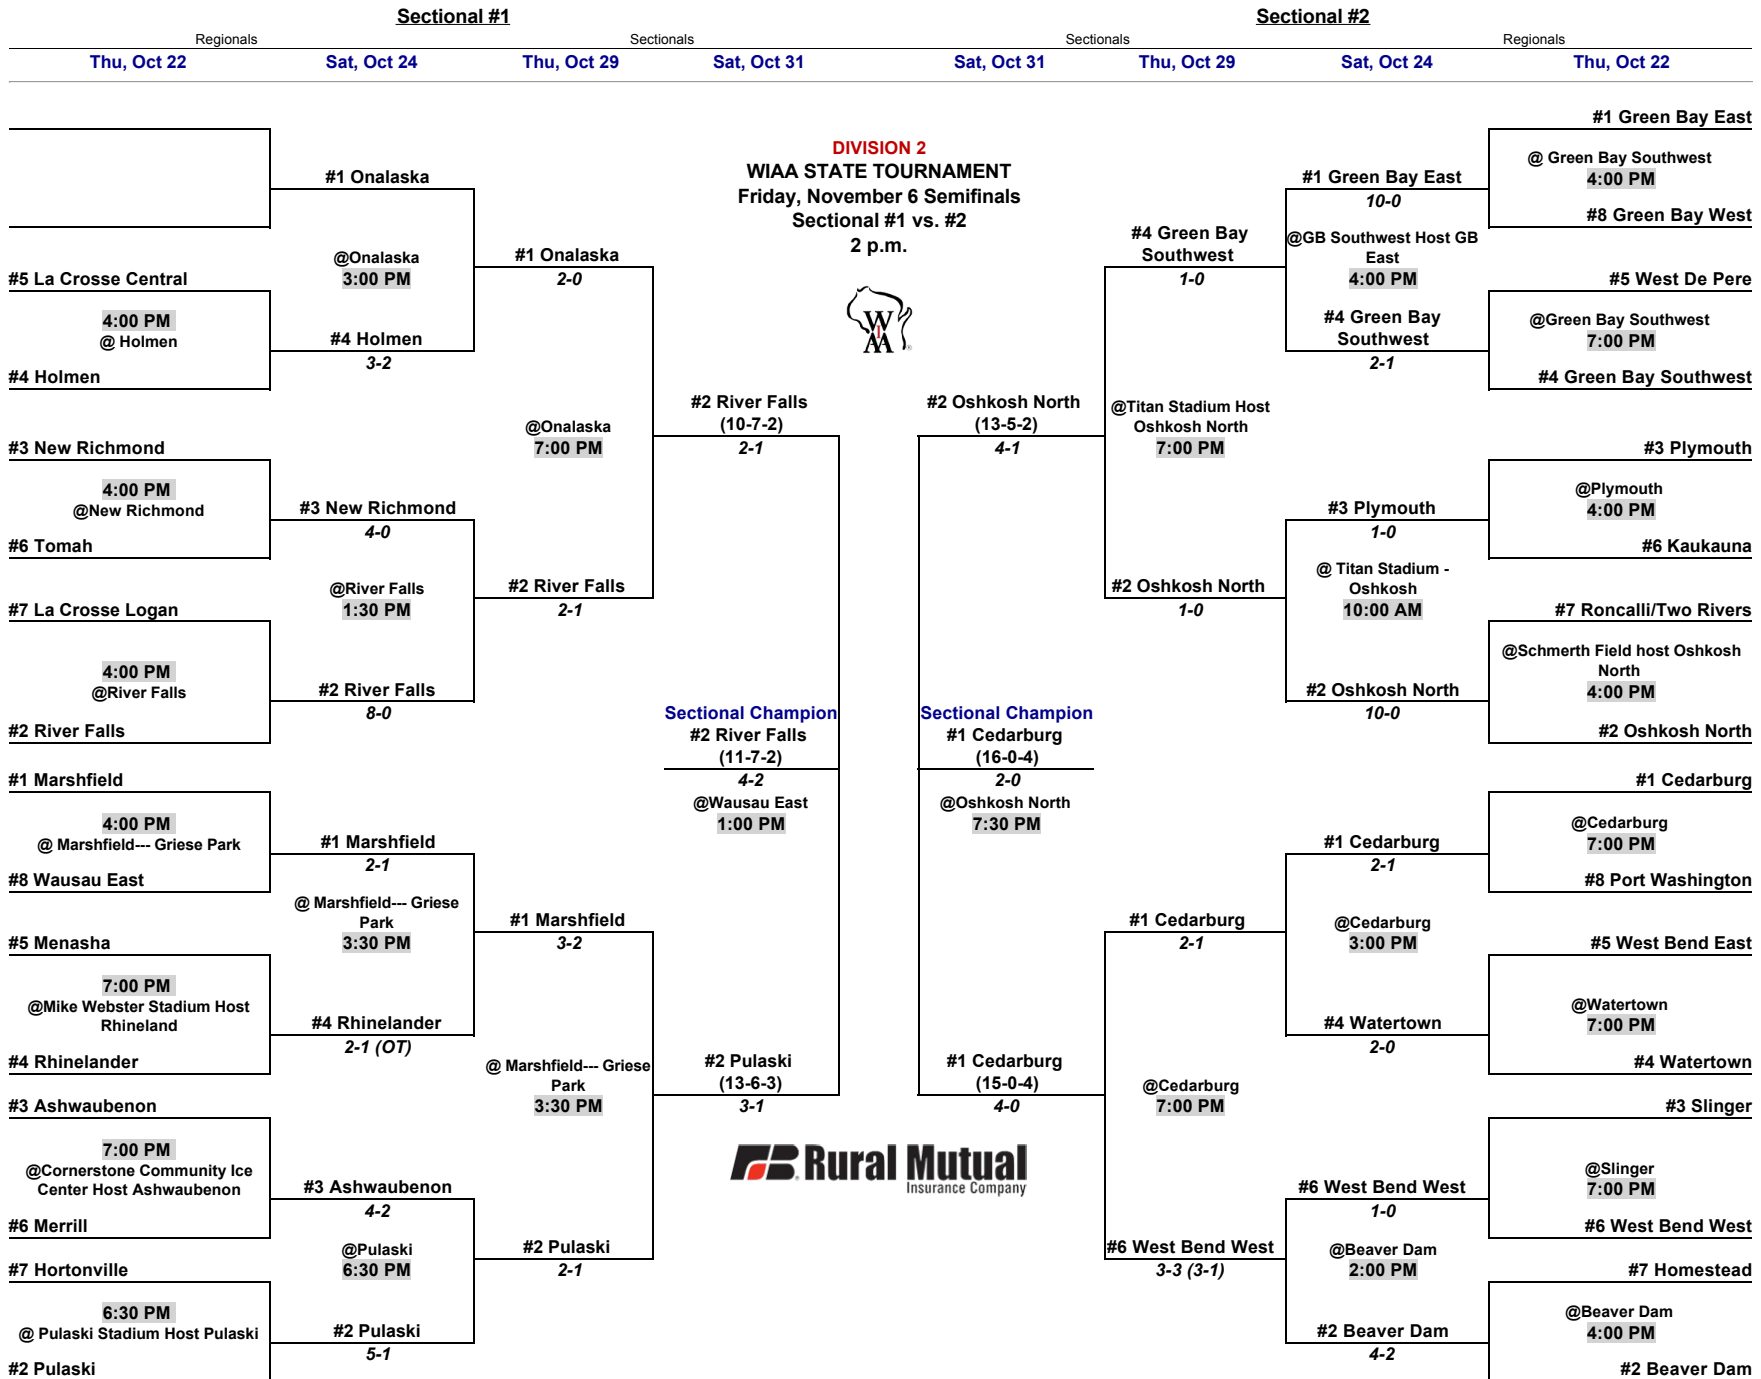 Sectional #1
Sectional #2
Regionals
Sectionals
Sectionals
Regionals
Thu, Oct 22
Sat, Oct 24
Thu, Oct 29
Sat, Oct 31
Sat, Oct 31
Thu, Oct 29
Sat, Oct 24
Thu, Oct 22
DIVISION 2
WIAA STATE TOURNAMENT
Friday, November 6 Semifinals
Sectional #1 vs. #2
2 p.m.
WIAA
#5 La Crosse Central
4:00 PM
@ Holmen
#4 Holmen
#3 New Richmond
4:00 PM
@New Richmond
#6 Tomah
#7 La Crosse Logan
4:00 PM
@River Falls
#2 River Falls
#1 Marshfield
4:00 PM
@ Marshfield--- Griese Park
#8 Wausau East
#5 Menasha
7:00 PM
@Mike Webster Stadium Host
Rhineland
#4 Rhinelander
#3 Ashwaubenon
7:00 PM
@Cornerstone Community Ice
Center Host Ashwaubenon
#6 Merrill
#7 Hortonville
6:30 PM
@ Pulaski Stadium Host Pulaski
#2 Pulaski
#1 Onalaska
@Onalaska
3:00 PM
#4 Holmen
3-2
#3 New Richmond
4-0
@River Falls
1:30 PM
#2 River Falls
8-0
#1 Marshfield
2-1
@ Marshfield--- Griese
Park
3:30 PM
#4 Rhinelander
2-1 (OT)
#3 Ashwaubenon
4-2
@Pulaski
6:30 PM
#2 Pulaski
5-1
#1 Onalaska
2-0
@Onalaska
7:00 PM
#2 River Falls
2-1
#1 Marshfield
3-2
@ Marshfield--- Griese
Park
3:30 PM
#2 Pulaski
2-1
#2 River Falls
(10-7-2)
2-1
Sectional Champion
#2 River Falls
(11-7-2)
4-2
@Wausau East
1:00 PM
#2 Pulaski
(13-6-3)
3-1
#2 Oshkosh North
(13-5-2)
4-1
Sectional Champion
#1 Cedarburg
(16-0-4)
2-0
@Oshkosh North
7:30 PM
#1 Cedarburg
(15-0-4)
4-0
Rural Mutual
Insurance Company
#4 Green Bay
Southwest
1-0
@Titan Stadium Host
Oshkosh North
7:00 PM
#2 Oshkosh North
1-0
#1 Cedarburg
2-1
@Cedarburg
7:00 PM
#6 West Bend West
3-3 (3-1)
#1 Green Bay East
10-0
@GB Southwest Host GB
East
4:00 PM
#4 Green Bay
Southwest
2-1
#3 Plymouth
1-0
@ Titan Stadium -
Oshkosh
10:00 AM
#2 Oshkosh North
10-0
#1 Cedarburg
2-1
@Cedarburg
3:00 PM
#4 Watertown
2-0
#6 West Bend West
1-0
@Beaver Dam
2:00 PM
#2 Beaver Dam
4-2
#1 Green Bay East
@ Green Bay Southwest
4:00 PM
#8 Green Bay West
#5 West De Pere
@Green Bay Southwest
7:00 PM
#4 Green Bay Southwest
#3 Plymouth
@Plymouth
4:00 PM
#6 Kaukauna
#7 Roncalli/Two Rivers
@Schmerth Field host Oshkosh
North
4:00 PM
#2 Oshkosh North
#1 Cedarburg
@Cedarburg
7:00 PM
#8 Port Washington
#5 West Bend East
@Watertown
7:00 PM
#4 Watertown
#3 Slinger
@Slinger
7:00 PM
#6 West Bend West
#7 Homestead
@Beaver Dam
4:00 PM
#2 Beaver Dam